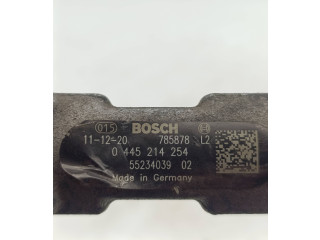 015 BOSCH
11-12-20 785878 L2
0 445 214 254
55234039 02
Made in Germany